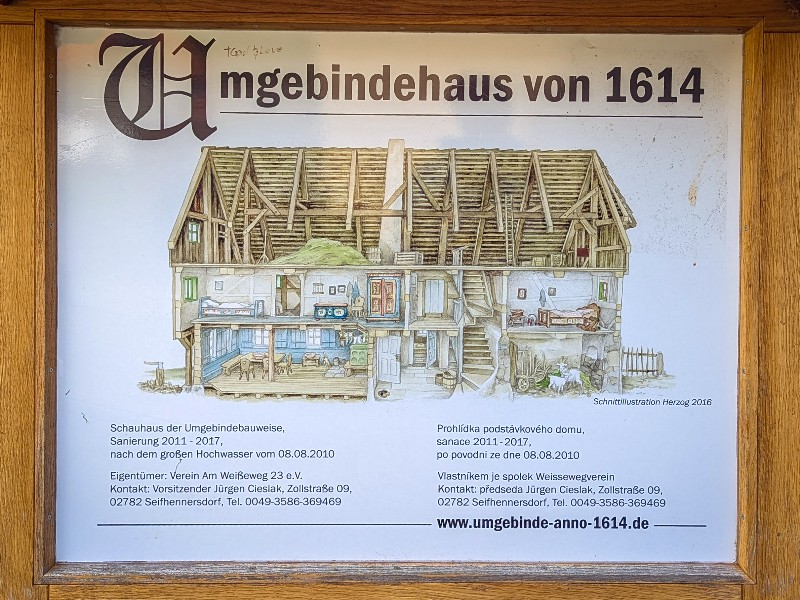 Umgebindehaus von 1614
Schnittillustration Herzog 2016
Schauhaus der Umgebindebauweise,
Sanierung 2011 - 2017,
nach dem großen Hochwasser vom 08.08.2010
Eigentümer: Verein Am Weißeweg 23 e.V.
Kontakt: Vorsitzender Jürgen Cieslak, Zollstraße 09,
02782 Seifhennersdorf, Tel. 0049-3586-369469
Prohlídka podstávkového domu,
sanace 2011 - 2017,
po povodni ze dne 08.08.2010
Vlastníkem je spolek Weissewegverein
Kontakt: předseda Jürgen Cieslak, Zollstraße 09,
02782 Seifhennersdorf, Tel. 0049-3586-369469
www.umgebinde-anno-1614.de